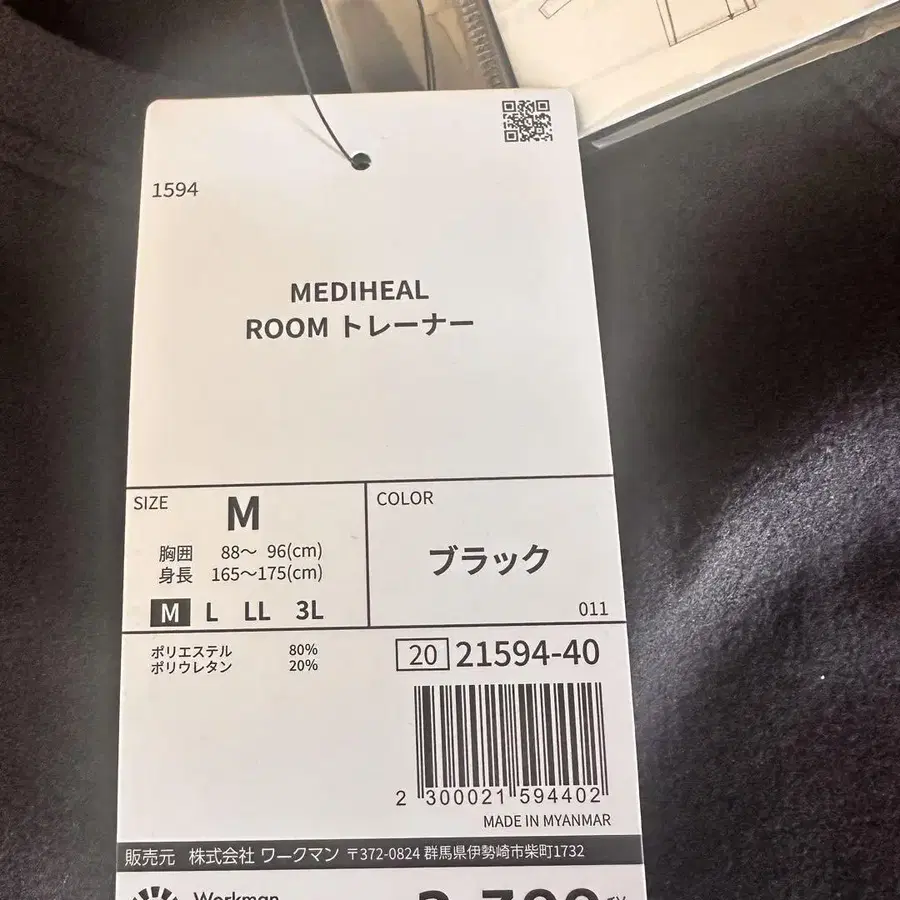 1594
MEDIHEAL
ROOM トレーナー
SIZE
M
胸囲 88〜 96(cm)
身長 165〜175(cm)
M L LL 3L
COLOR
ブラック
011
ポリエステル 80%
ポリウレタン 20%
20 21594-40
2 300021 594402
MADE IN MYANMAR
販売元 株式会社 ワークマン 〒372-0824 群馬県伊勢崎市柴町1732
Workman